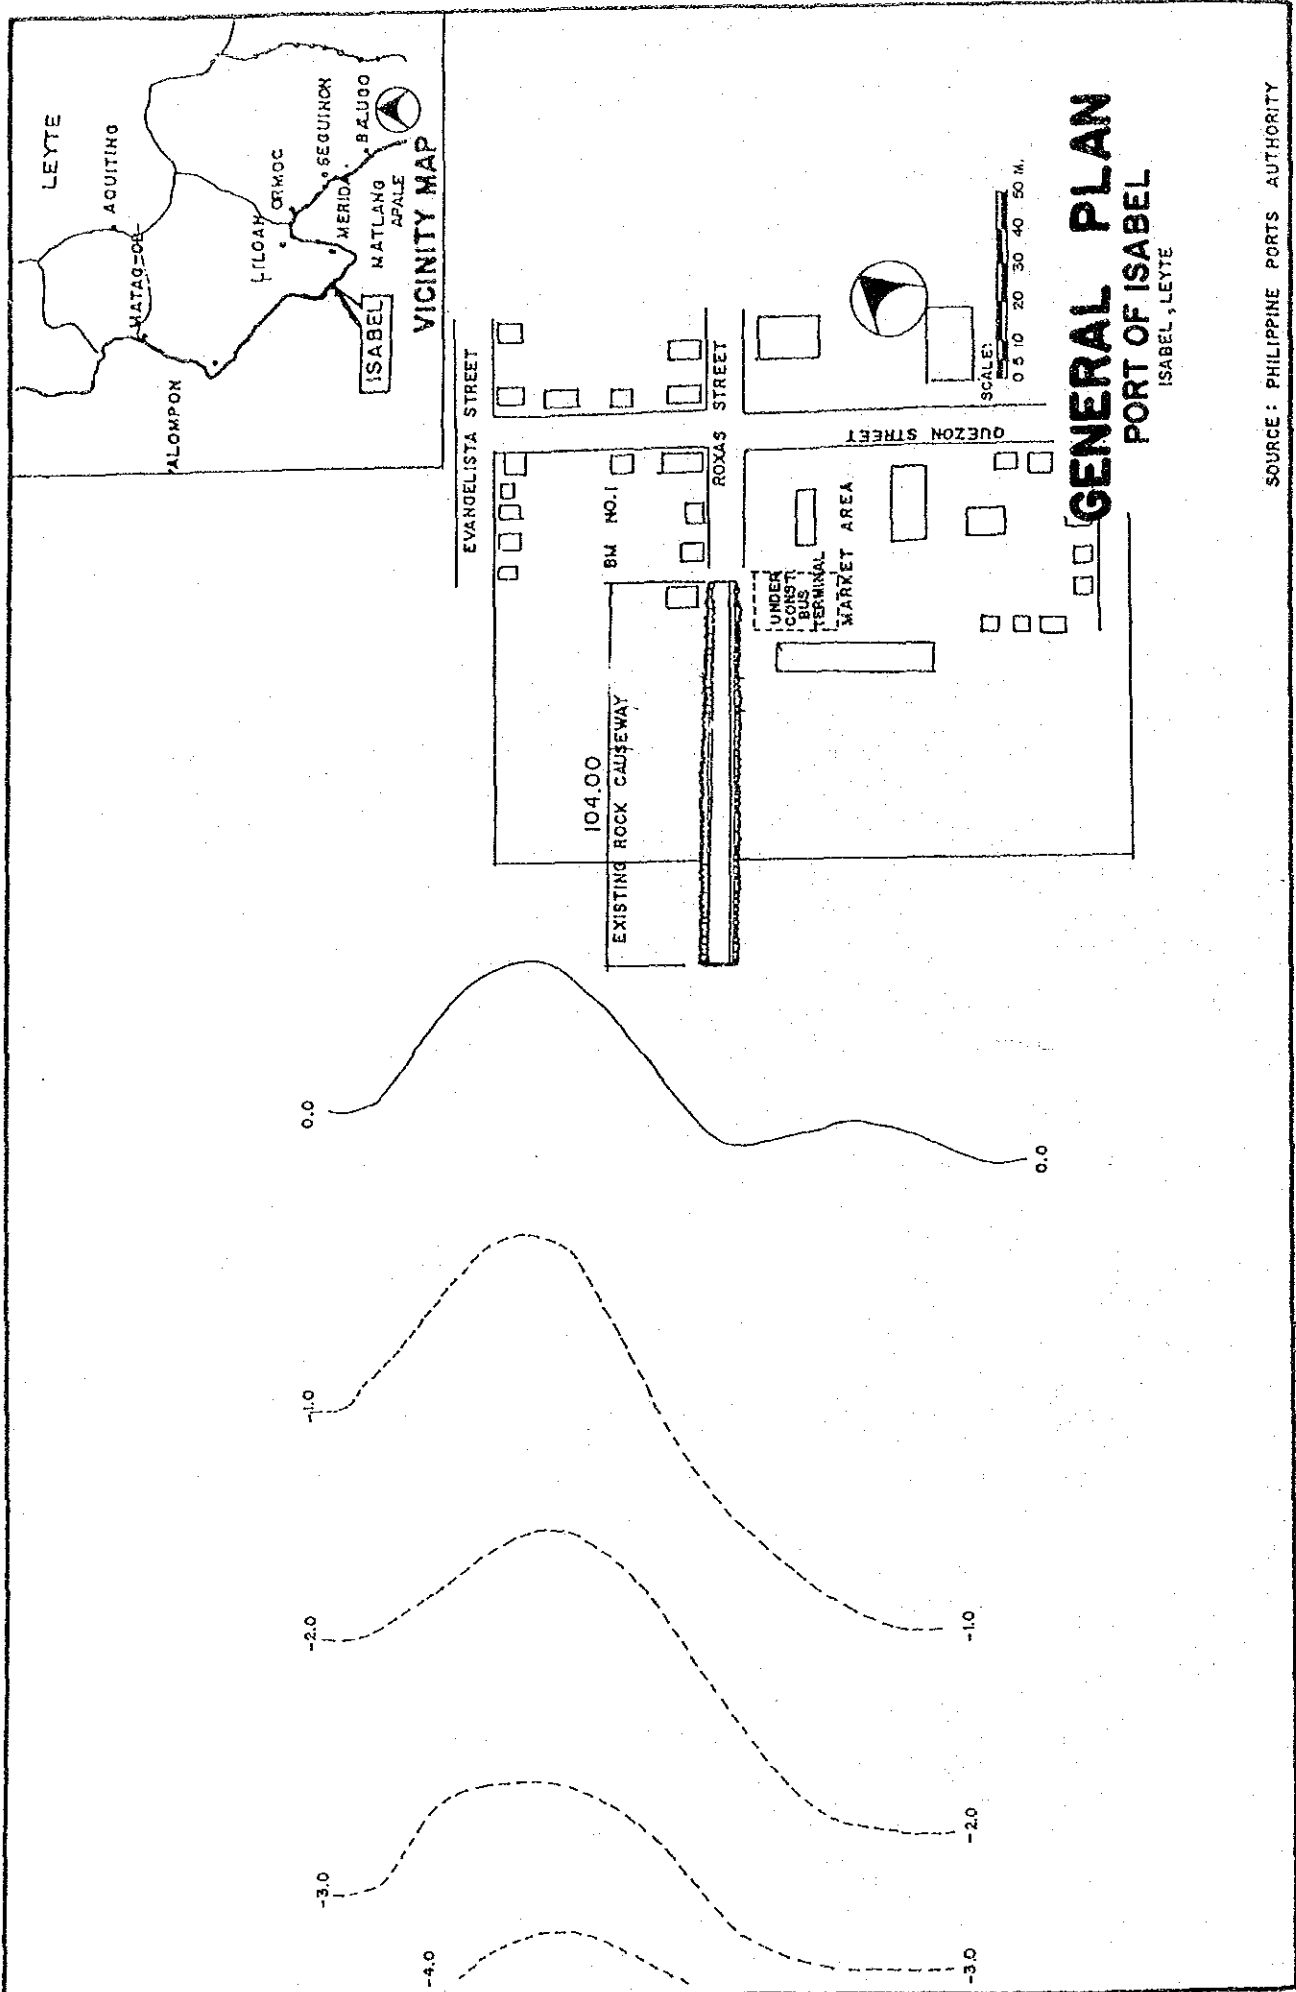 LEYTE
AQUITING
MATAG-OB
PALOMPON
LILOAN
ORMOC
SEGUINON
BALUGO
MERIDA
MATLANG
APALE
ISABEL
VICINITY MAP
EVANGELISTA STREET
BM NO. 1
ROXAS STREET
QUEZON STREET
104.00
EXISTING ROCK CAUSEWAY
UNDER
CONST.
BUS
TERMINAL
MARKET AREA
SCALE:
0 5 10 20 30 40 50 M.
0.0
0.0
-1.0
-1.0
-2.0
-2.0
-3.0
-3.0
-4.0
GENERAL PLAN
PORT OF ISABEL
ISABEL, LEYTE
SOURCE: PHILIPPINE PORTS AUTHORITY